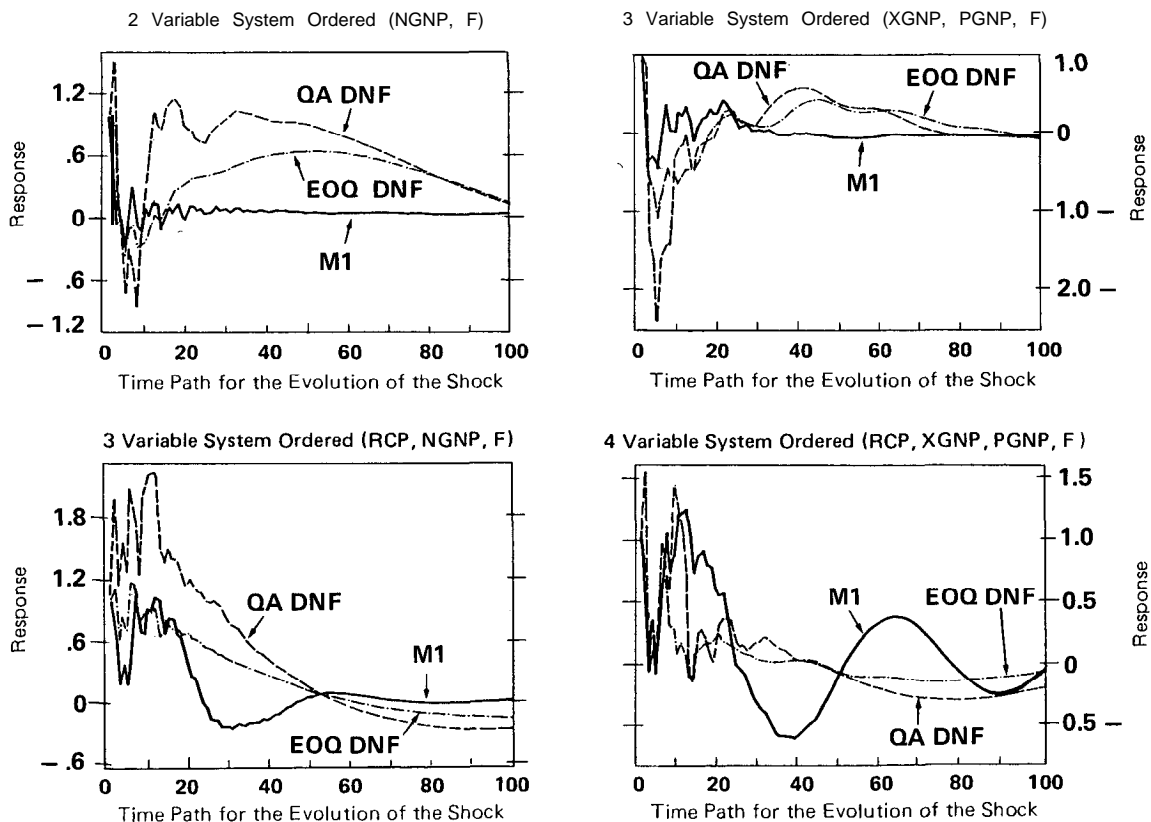 2 Variable System Ordered (NGNP, F)
1.2
.6
0
— .6
— 1.2
Response
QA DNF
EOQ DNF
M1
0 20 40 60 80 100
Time Path for the Evolution of the Shock
3 Variable System Ordered (XGNP, PGNP, F)
1.0
0
1.0 —
2.0 —
Response
QA DNF
EOQ DNF
M1
0 20 40 60 80 100
Time Path for the Evolution of the Shock
3 Variable System Ordered (RCP, NGNP, F)
1.8
1.2
.6
0
— .6
Response
QA DNF
M1
EOQ DNF
0 20 40 60 80 100
Time Path for the Evolution of the Shock
4 Variable System Ordered (RCP, XGNP, PGNP, F)
1.5
1.0
0.5
0
0.5 —
Response
M1
EOQ DNF
QA DNF
0 20 40 60 80 100
Time Path for the Evolution of the Shock